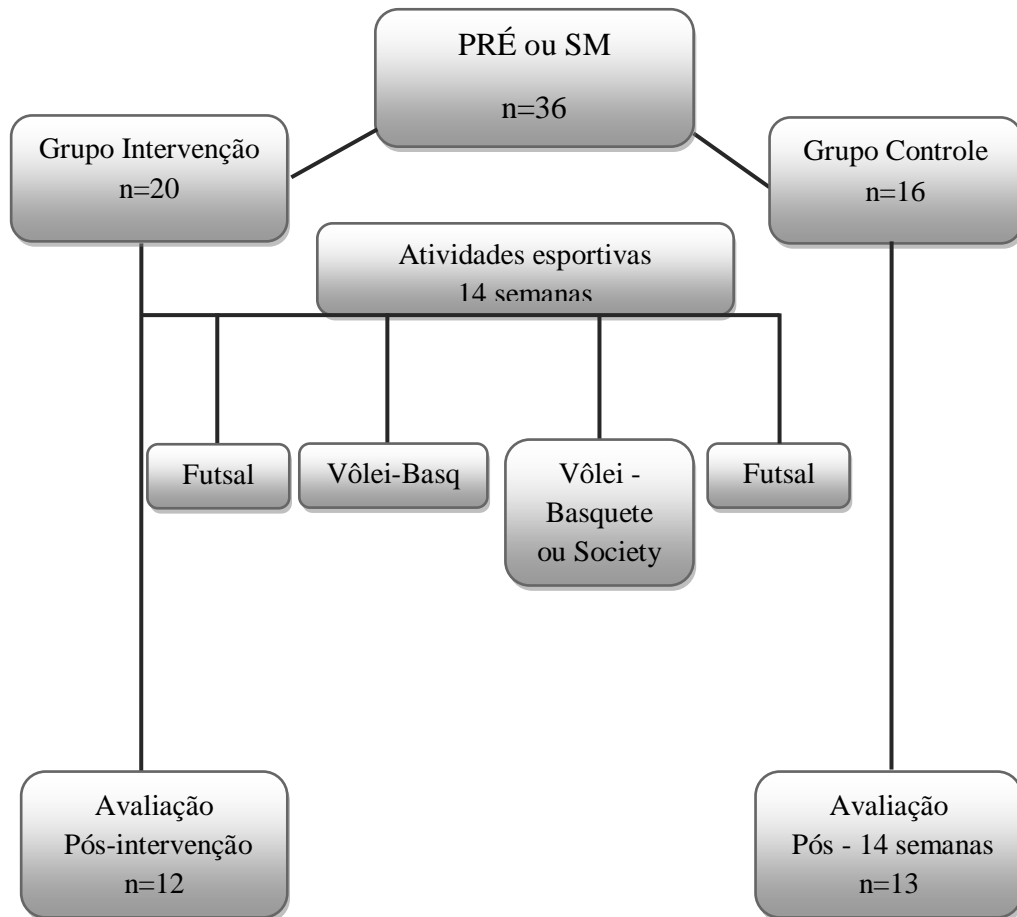 PRÉ ou SM
n=36
Grupo Intervenção
n=20
Grupo Controle
n=16
Atividades esportivas
14 semanas
Futsal
Vôlei-Basq
Vôlei -
Basquete
ou Society
Futsal
Avaliação
Pós-intervenção
n=12
Avaliação
Pós - 14 semanas
n=13